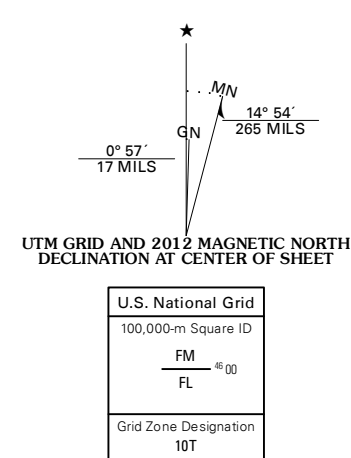 ★
MN
GN
14° 54´
265 MILS
0° 57´
17 MILS
UTM GRID AND 2012 MAGNETIC NORTH
DECLINATION AT CENTER OF SHEET
U.S. National Grid
100,000-m Square ID
FM
46 00
FL
Grid Zone Designation
10T